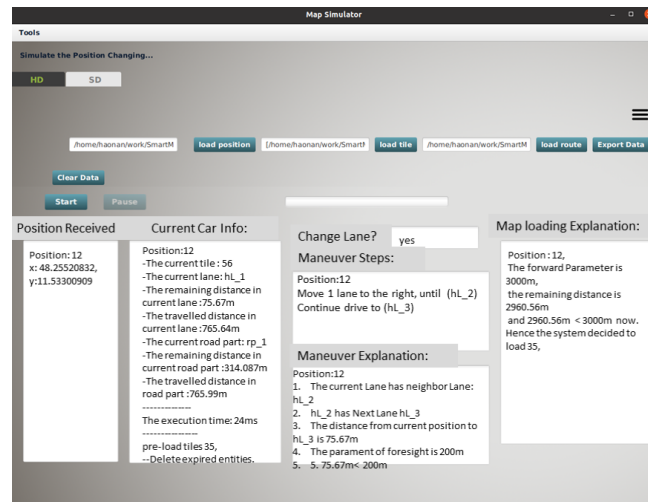 Map Simulator
Tools
Simulate the Position Changing...
HD SD
/home/haonan/work/SmartM load position [/home/haonan/work/SmartM load tile /home/haonan/work/SmartM load route Export Data
Clear Data
Start Pause
Position Received
Position: 12
x: 48.25520832,
y:11.53300909
Current Car Info:
Position:12
-The current tile : 56
-The current lane: hL_1
-The remaining distance in
current lane :75.67m
-The travelled distance in
current lane :765.64m
-The current road part: rp_1
-The remaining distance in
current road part :314.087m
-The travelled distance in
road part :765.99m
---------------
The execution time: 24ms
----------------
pre-load tiles 35,
--Delete expired entities.
Change Lane? yes
Maneuver Steps:
Position:12
Move 1 lane to the right, until (hL_2)
Continue drive to (hL_3)
Maneuver Explanation:
Position:12
1. The current Lane has neighbor Lane:
hL_2
2. hL_2 has Next Lane hL_3
3. The distance from current position to
hL_3 is 75.67m
4. The parament of foresight is 200m
5. 5. 75.67m< 200m
Map loading Explanation:
Position : 12,
The forward Parameter is
3000m,
the remaining distance is
2960.56m
and 2960.56m < 3000m now.
Hence the system decided to
load 35,